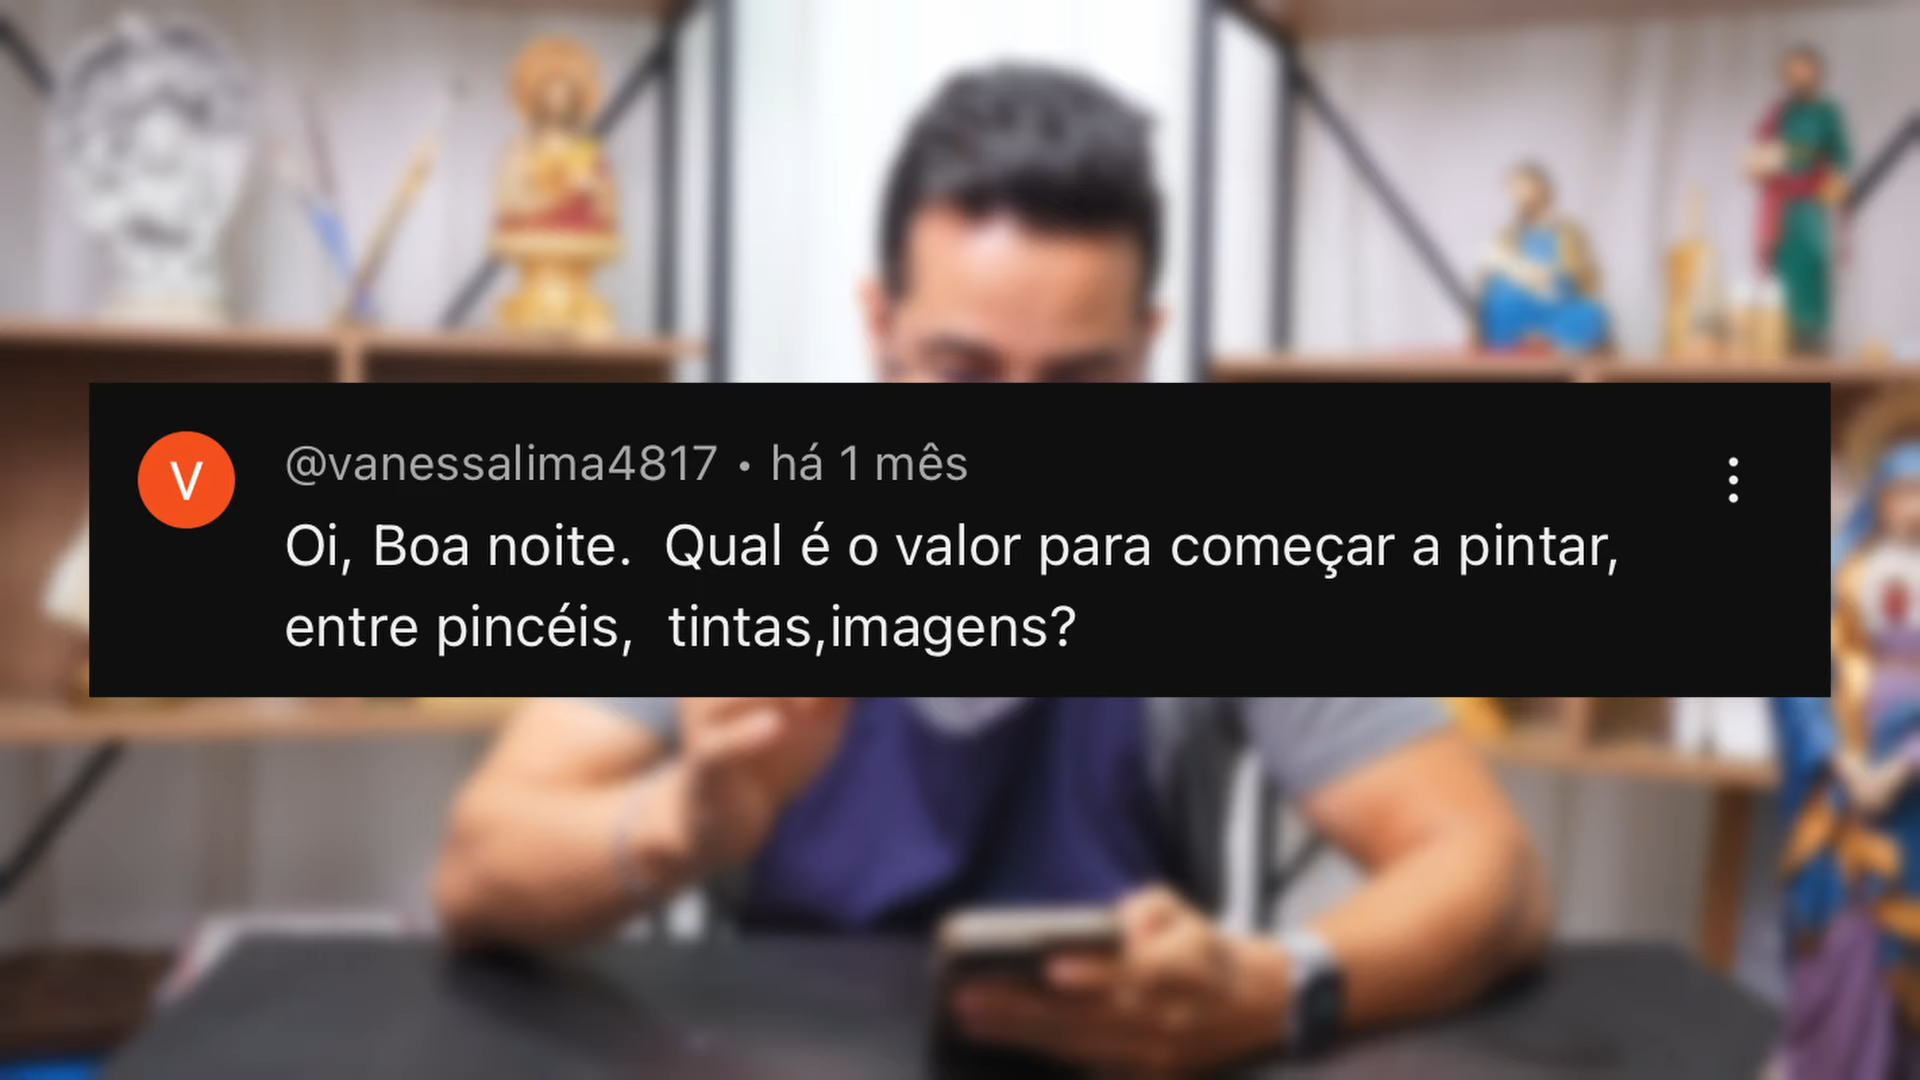 V
@vanessalima4817 • há 1 mês
Oi, Boa noite.  Qual é o valor para começar a pintar,
entre pincéis,  tintas,imagens?